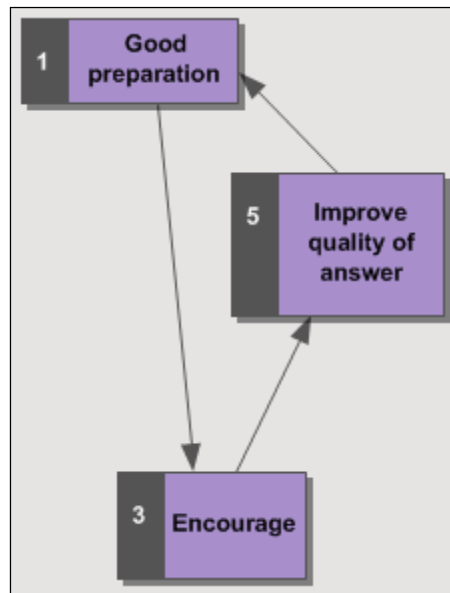 1
Good
preparation
5
Improve
quality of
answer
3
Encourage